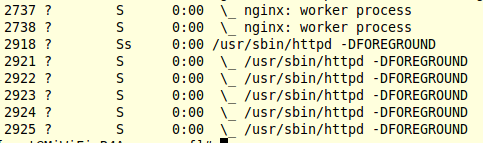 2737 ?        S      0:00  \_ nginx: worker process
2738 ?        S      0:00  \_ nginx: worker process
2918 ?        Ss     0:00 /usr/sbin/httpd -DFOREGROUND
2921 ?        S      0:00  \_ /usr/sbin/httpd -DFOREGROUND
2922 ?        S      0:00  \_ /usr/sbin/httpd -DFOREGROUND
2923 ?        S      0:00  \_ /usr/sbin/httpd -DFOREGROUND
2924 ?        S      0:00  \_ /usr/sbin/httpd -DFOREGROUND
2925 ?        S      0:00  \_ /usr/sbin/httpd -DFOREGROUND